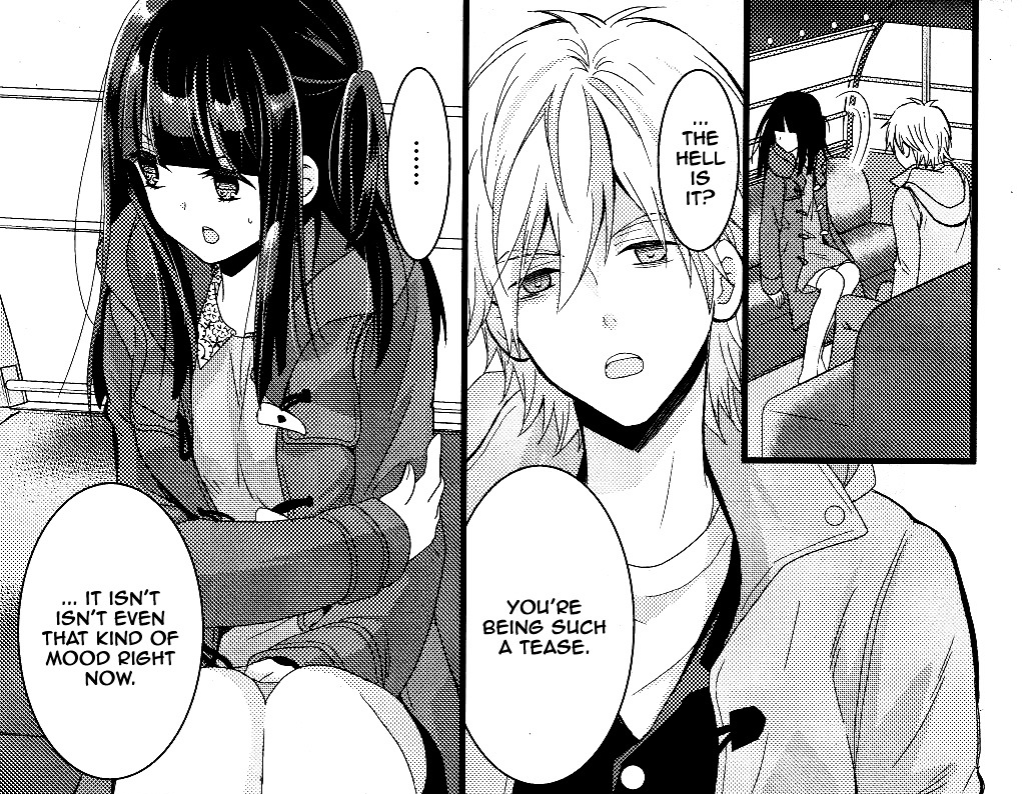 ...
THE
HELL
IS
IT?
YOU'RE
BEING SUCH
A TEASE.
......
... IT ISN'T
ISN'T EVEN
THAT KIND OF
MOOD RIGHT
NOW.